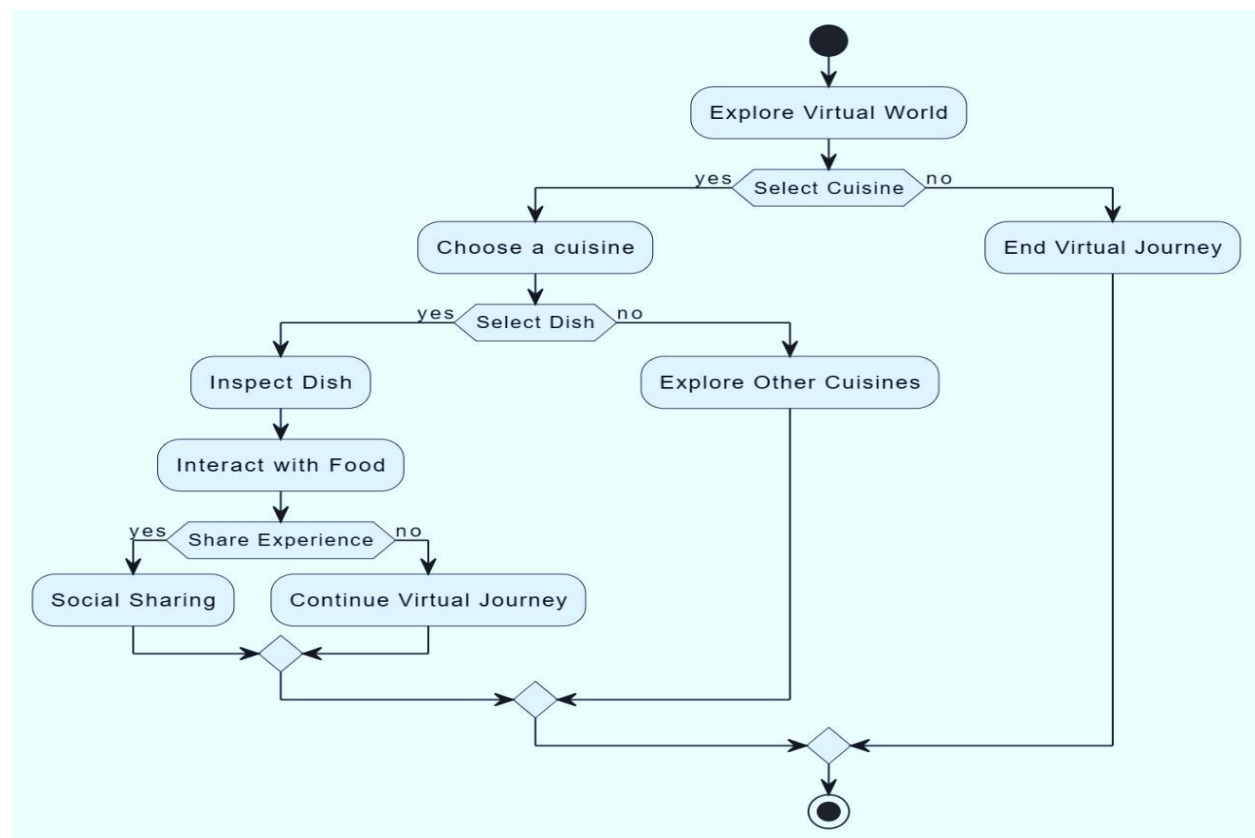 Explore Virtual World
yes
Select Cuisine
no
Choose a cuisine
End Virtual Journey
yes
Select Dish
no
Inspect Dish
Explore Other Cuisines
Interact with Food
yes
Share Experience
no
Social Sharing
Continue Virtual Journey